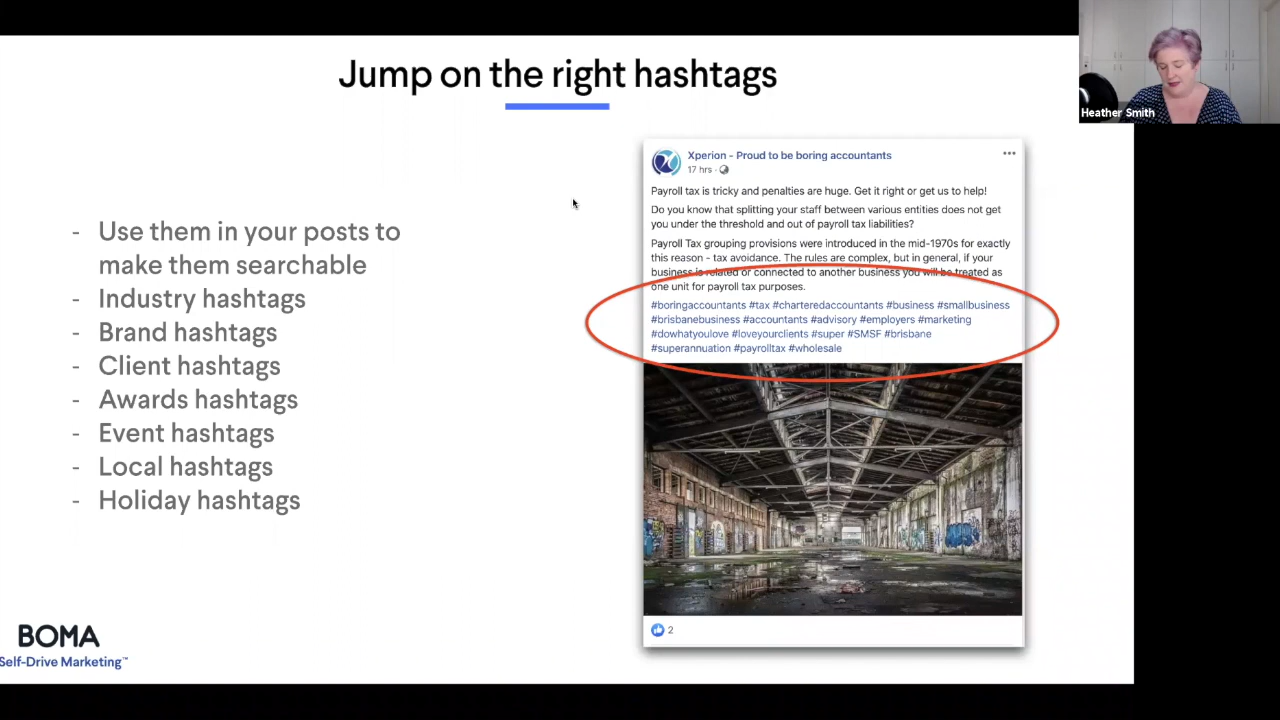 Jump on the right hashtags
Heather Smith
- Use them in your posts to
make them searchable
- Industry hashtags
- Brand hashtags
- Client hashtags
- Awards hashtags
- Event hashtags
- Local hashtags
- Holiday hashtags
Xperion - Proud to be boring accountants
17 hrs ·
Payroll tax is tricky and penalties are huge. Get it right or get us to help!
Do you know that splitting your staff between various entities does not get
you under the threshold and out of payroll tax liabilities?
Payroll Tax grouping provisions were introduced in the mid-1970s for exactly
this reason - tax avoidance. The rules are complex, but in general, if your
business is related or connected to another business you will be treated as
one unit for payroll tax purposes.
#boringaccountants #tax #charteredaccountants #business #smallbusiness
#brisbanebusiness #accountants #advisory #employers #marketing
#dowhatyoulove #loveyourclients #super #SMSF #brisbane
#superannuation #payrolltax #wholesale
2
BOMA
Self-Drive Marketing™